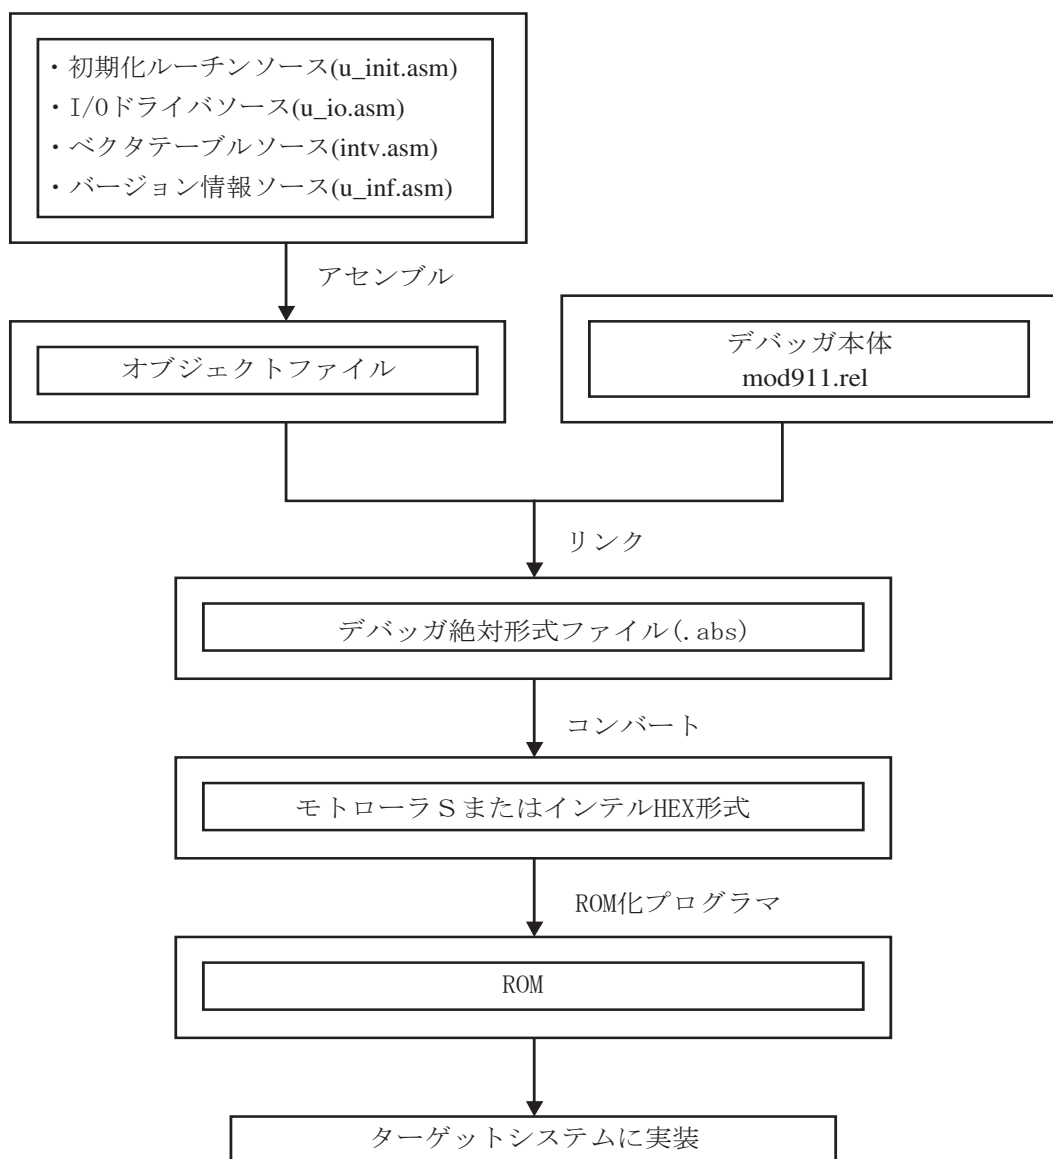 ・初期化ルーチンソース(u_init.asm)
・I/Oドライバソース(u_io.asm)
・ベクタテーブルソース(intv.asm)
・バージョン情報ソース(u_inf.asm)
アセンブル
オブジェクトファイル
デバッガ本体
mod911.rel
リンク
デバッガ絶対形式ファイル(.abs)
コンバート
モトローラＳまたはインテルHEX形式
ROM化プログラマ
ROM
ターゲットシステムに実装